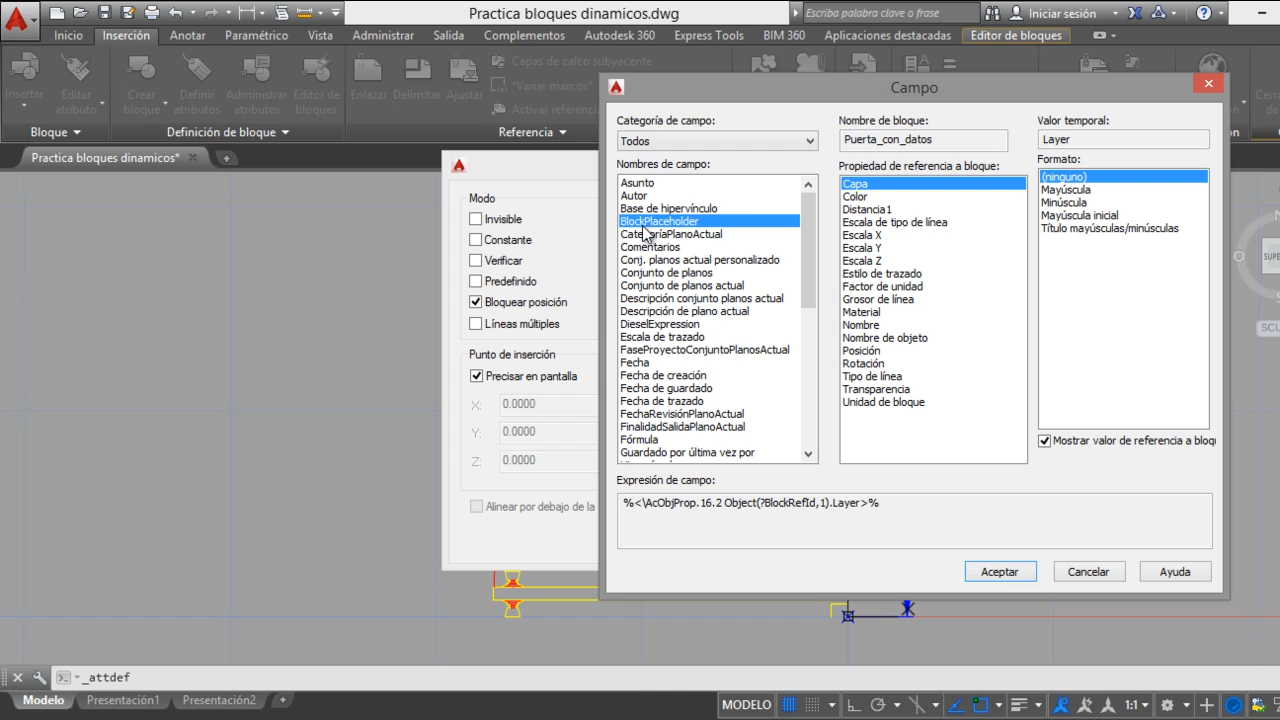 Practica bloques dinamicos.dwg
Escriba palabra clave o frase
Iniciar sesión
Inicio
Inserción
Anotar
Paramétrico
Vista
Administrar
Salida
Complementos
Autodesk 360
Express Tools
BIM 360
Aplicaciones destacadas
Editor de bloques
Insertar
Editar
atributo
Crear
bloque
Definir
atributos
Administrar
atributos
Editor de
bloques
Enlazar
Delimitar
Ajustar
Capas de calco subyacente
*Variar marcos*
Activar referenci
Bloque
Definición de bloque
Referencia
Practica bloques dinamicos*
Modo
Invisible
Constante
Verificar
Predefinido
Bloquear posición
Líneas múltiples
Punto de inserción
Precisar en pantalla
X:
0.0000
Y:
0.0000
Z:
0.0000
Alinear por debajo de la
Campo
Categoría de campo:
Todos
Nombres de campo:
Asunto
Autor
Base de hipervínculo
BlockPlaceholder
CategoríaPlanoActual
Comentarios
Conj. planos actual personalizado
Conjunto de planos
Conjunto de planos actual
Descripción conjunto planos actual
Descripción de plano actual
DieselExpression
Escala de trazado
FaseProyectoConjuntoPlanosActual
Fecha
Fecha de creación
Fecha de guardado
Fecha de trazado
FechaRevisiónPlanoActual
FinalidadSalidaPlanoActual
Fórmula
Guardado por última vez por
Nombre de bloque:
Puerta_con_datos
Propiedad de referencia a bloque:
Capa
Color
Distancia1
Escala de tipo de línea
Escala X
Escala Y
Escala Z
Estilo de trazado
Factor de unidad
Grosor de línea
Material
Nombre
Nombre de objeto
Posición
Rotación
Tipo de línea
Transparencia
Unidad de bloque
Valor temporal:
Layer
Formato:
(ninguno)
Mayúscula
Minúscula
Mayúscula inicial
Título mayúsculas/minúsculas
Mostrar valor de referencia a bloq
Expresión de campo:
%<\AcObjProp.16.2 Object(?BlockRefId,1).Layer>%
Aceptar
Cancelar
Ayuda
SUPE
SCU
_attdef
Modelo
Presentación1
Presentación2
MODELO
1:1